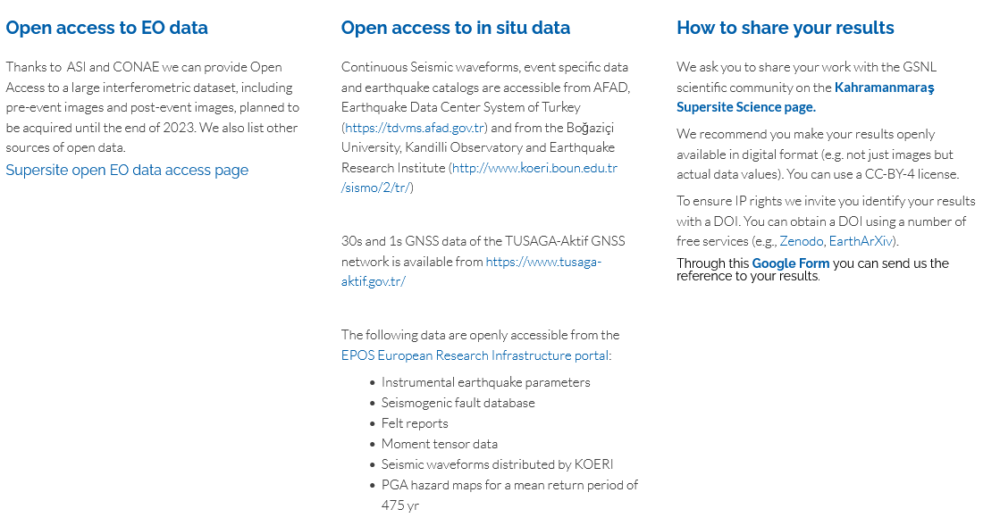 Open access to EO data
Thanks to  ASI and CONAE we can provide Open
Access to a large interferometric dataset, including
pre-event images and post-event images, planned to
be acquired until the end of 2023. We also list other
sources of open data.
Supersite open EO data access page
Open access to in situ data
Continuous Seismic waveforms, event specific data
and earthquake catalogs are accessible from AFAD,
Earthquake Data Center System of Turkey
(https://tdvms.afad.gov.tr) and from the Boğaziçi
University, Kandilli Observatory and Earthquake
Research Institute (http://www.koeri.boun.edu.tr
/sismo/2/tr/)
30s and 1s GNSS data of the TUSAGA-Aktif GNSS
network is available from https://www.tusaga-
aktif.gov.tr/
The following data are openly accessible from the
EPOS European Research Infrastructure portal:
• Instrumental earthquake parameters
• Seismogenic fault database
• Felt reports
• Moment tensor data
• Seismic waveforms distributed by KOERI
• PGA hazard maps for a mean return period of
475 yr
How to share your results
We ask you to share your work with the GSNL
scientific community on the Kahramanmaraş
Supersite Science page.
We recommend you make your results openly
available in digital format (e.g. not just images but
actual data values). You can use a CC-BY-4 license.
To ensure IP rights we invite you identify your results
with a DOI. You can obtain a DOI using a number of
free services (e.g., Zenodo, EarthArXiv).
Through this Google Form you can send us the
reference to your results.